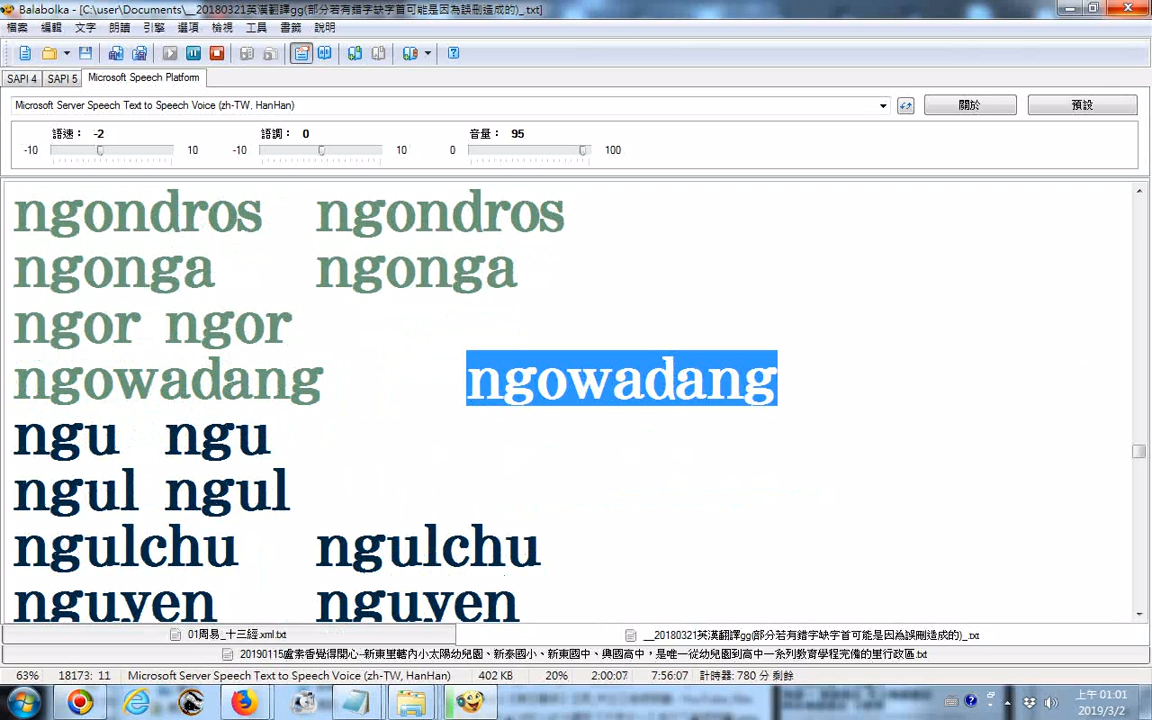 Balabolka - [C:\user\Documents\__20180321英漢翻譯gg(部分若有錯字缺字首可能是因為誤刪造成的)_.txt]
檔案 編輯 文字 朗讀 引擎 選項 檢視 工具 書籤 說明
SAPI 4 SAPI 5 Microsoft Speech Platform
Microsoft Server Speech Text to Speech Voice (zh-TW, HanHan) 關於 預設
語速： -2 語調： 0 音量： 95
-10 10 -10 10 0 100
ngondros ngondros
ngonga ngonga
ngor ngor
ngowadang ngowadang
ngu ngu
ngul ngul
ngulchu ngulchu
nguyen nguyen
01周易_十三經.xml.txt __20180321英漢翻譯gg(部分若有錯字缺字首可能是因為誤刪造成的)_.txt
20190115盧素香覺得開心-新東里轄內小太陽幼兒園、新泰國小、新東國中、興國高中，是唯一從幼兒園到高中一系列教育學程完備的里行政區.txt
63% 18173: 11 Microsoft Server Speech Text to Speech Voice (zh-TW, HanHan) 402 KB 20% 2:00:07 7:56:07 計時器: 780 分 剩餘
上午 01:01
2019/3/2